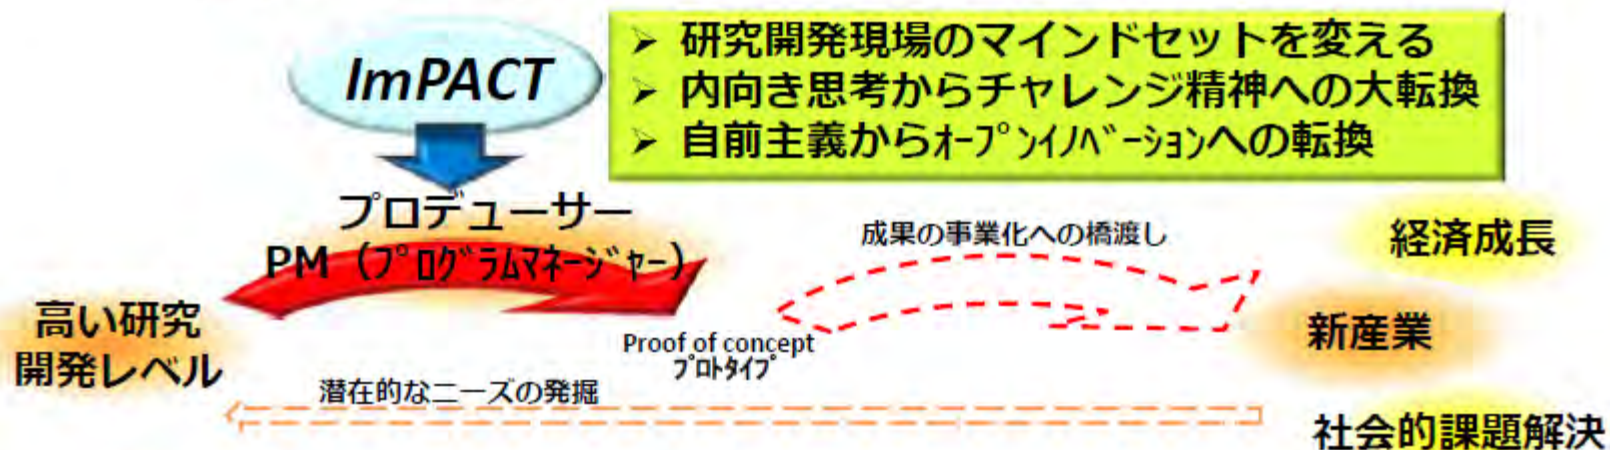 ImPACT
➢ 研究開発現場のマインドセットを変える
➢ 内向き思考からチャレンジ精神への大転換
➢ 自前主義からｵｰﾌﾟﾝｲﾉﾍﾞｰｼｮﾝへの転換
プロデューサー
PM（ﾌﾟﾛｸﾞﾗﾑﾏﾈｰｼﾞｬｰ）
成果の事業化への橋渡し
経済成長
高い研究
開発レベル
Proof of concept
ﾌﾟﾛﾄﾀｲﾌﾟ
新産業
潜在的なニーズの発掘
社会的課題解決